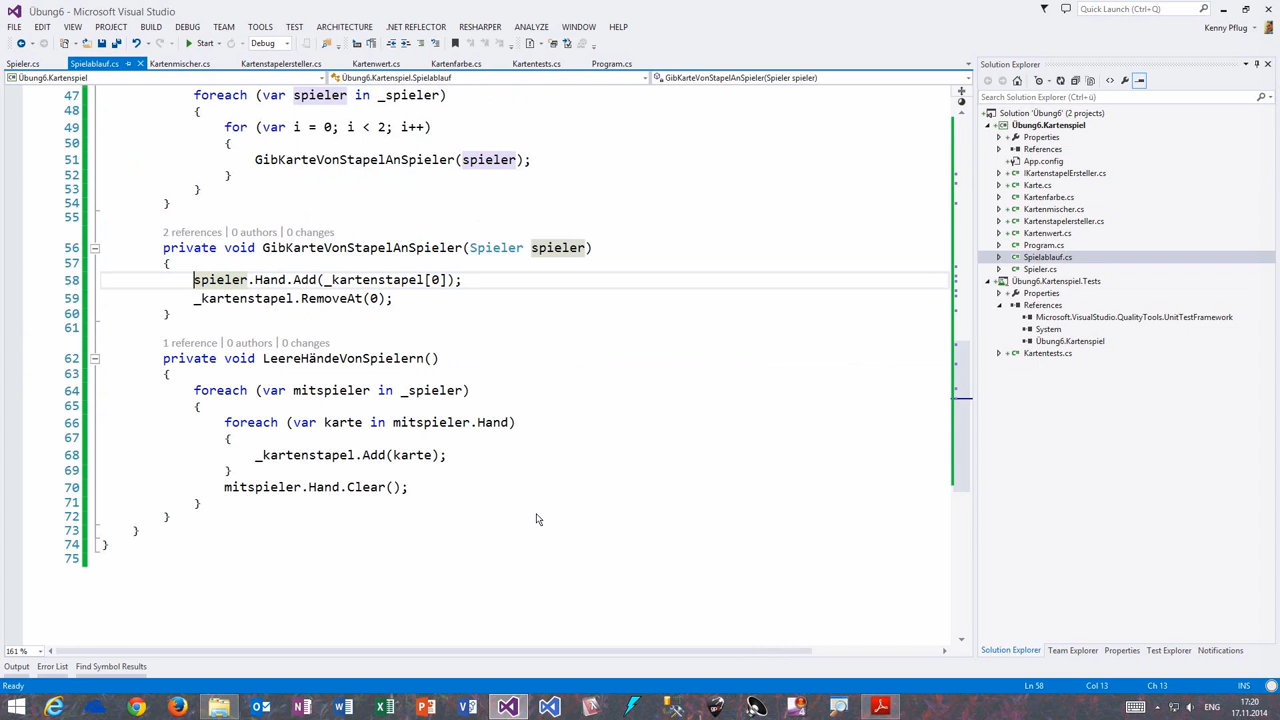 Übung6 - Microsoft Visual Studio
Quick Launch (Ctrl+Q)
FILE EDIT VIEW PROJECT BUILD DEBUG TEAM TOOLS TEST .NET REFLECTOR RESHARPER ARCHITECTURE ANALYZE WINDOW HELP
Kenny Pflug
Start Debug
Spieler.cs Spielablauf.cs Kartenmischer.cs Kartenstapelersteller.cs Kartenwert.cs Kartenfarbe.cs Kartentests.cs Program.cs
Übung6.Kartenspiel Übung6.Kartenspiel.Spielablauf GibKarteVonStapelAnSpieler(Spieler spieler)
47 foreach (var spieler in _spieler)
48 {
49 for (var i = 0; i < 2; i++)
50 {
51 GibKarteVonStapelAnSpieler(spieler);
52 }
53 }
54 }
55
2 references | 0 authors | 0 changes
56 private void GibKarteVonStapelAnSpieler(Spieler spieler)
57 {
58 spieler.Hand.Add(_kartenstapel[0]);
59 _kartenstapel.RemoveAt(0);
60 }
61
1 reference | 0 authors | 0 changes
62 private void LeereHändeVonSpielern()
63 {
64 foreach (var mitspieler in _spieler)
65 {
66 foreach (var karte in mitspieler.Hand)
67 {
68 _kartenstapel.Add(karte);
69 }
70 mitspieler.Hand.Clear();
71 }
72 }
73 }
74 }
75
161 %
Solution Explorer
Search Solution Explorer (Ctrl+ü)
Solution 'Übung6' (2 projects)
Übung6.Kartenspiel
Properties
References
App.config
IKartenstapelErsteller.cs
Karte.cs
Kartenfarbe.cs
Kartenmischer.cs
Kartenstapelersteller.cs
Kartenwert.cs
Program.cs
Spielablauf.cs
Spieler.cs
Übung6.Kartenspiel.Tests
Properties
References
Microsoft.VisualStudio.QualityTools.UnitTestFramework
System
Übung6.Kartenspiel
Kartentests.cs
Solution Explorer Team Explorer Properties Test Explorer Notifications
Output Error List Find Symbol Results
Ready Ln 58 Col 13 Ch 13 INS
ENG 17:20
17.11.2014